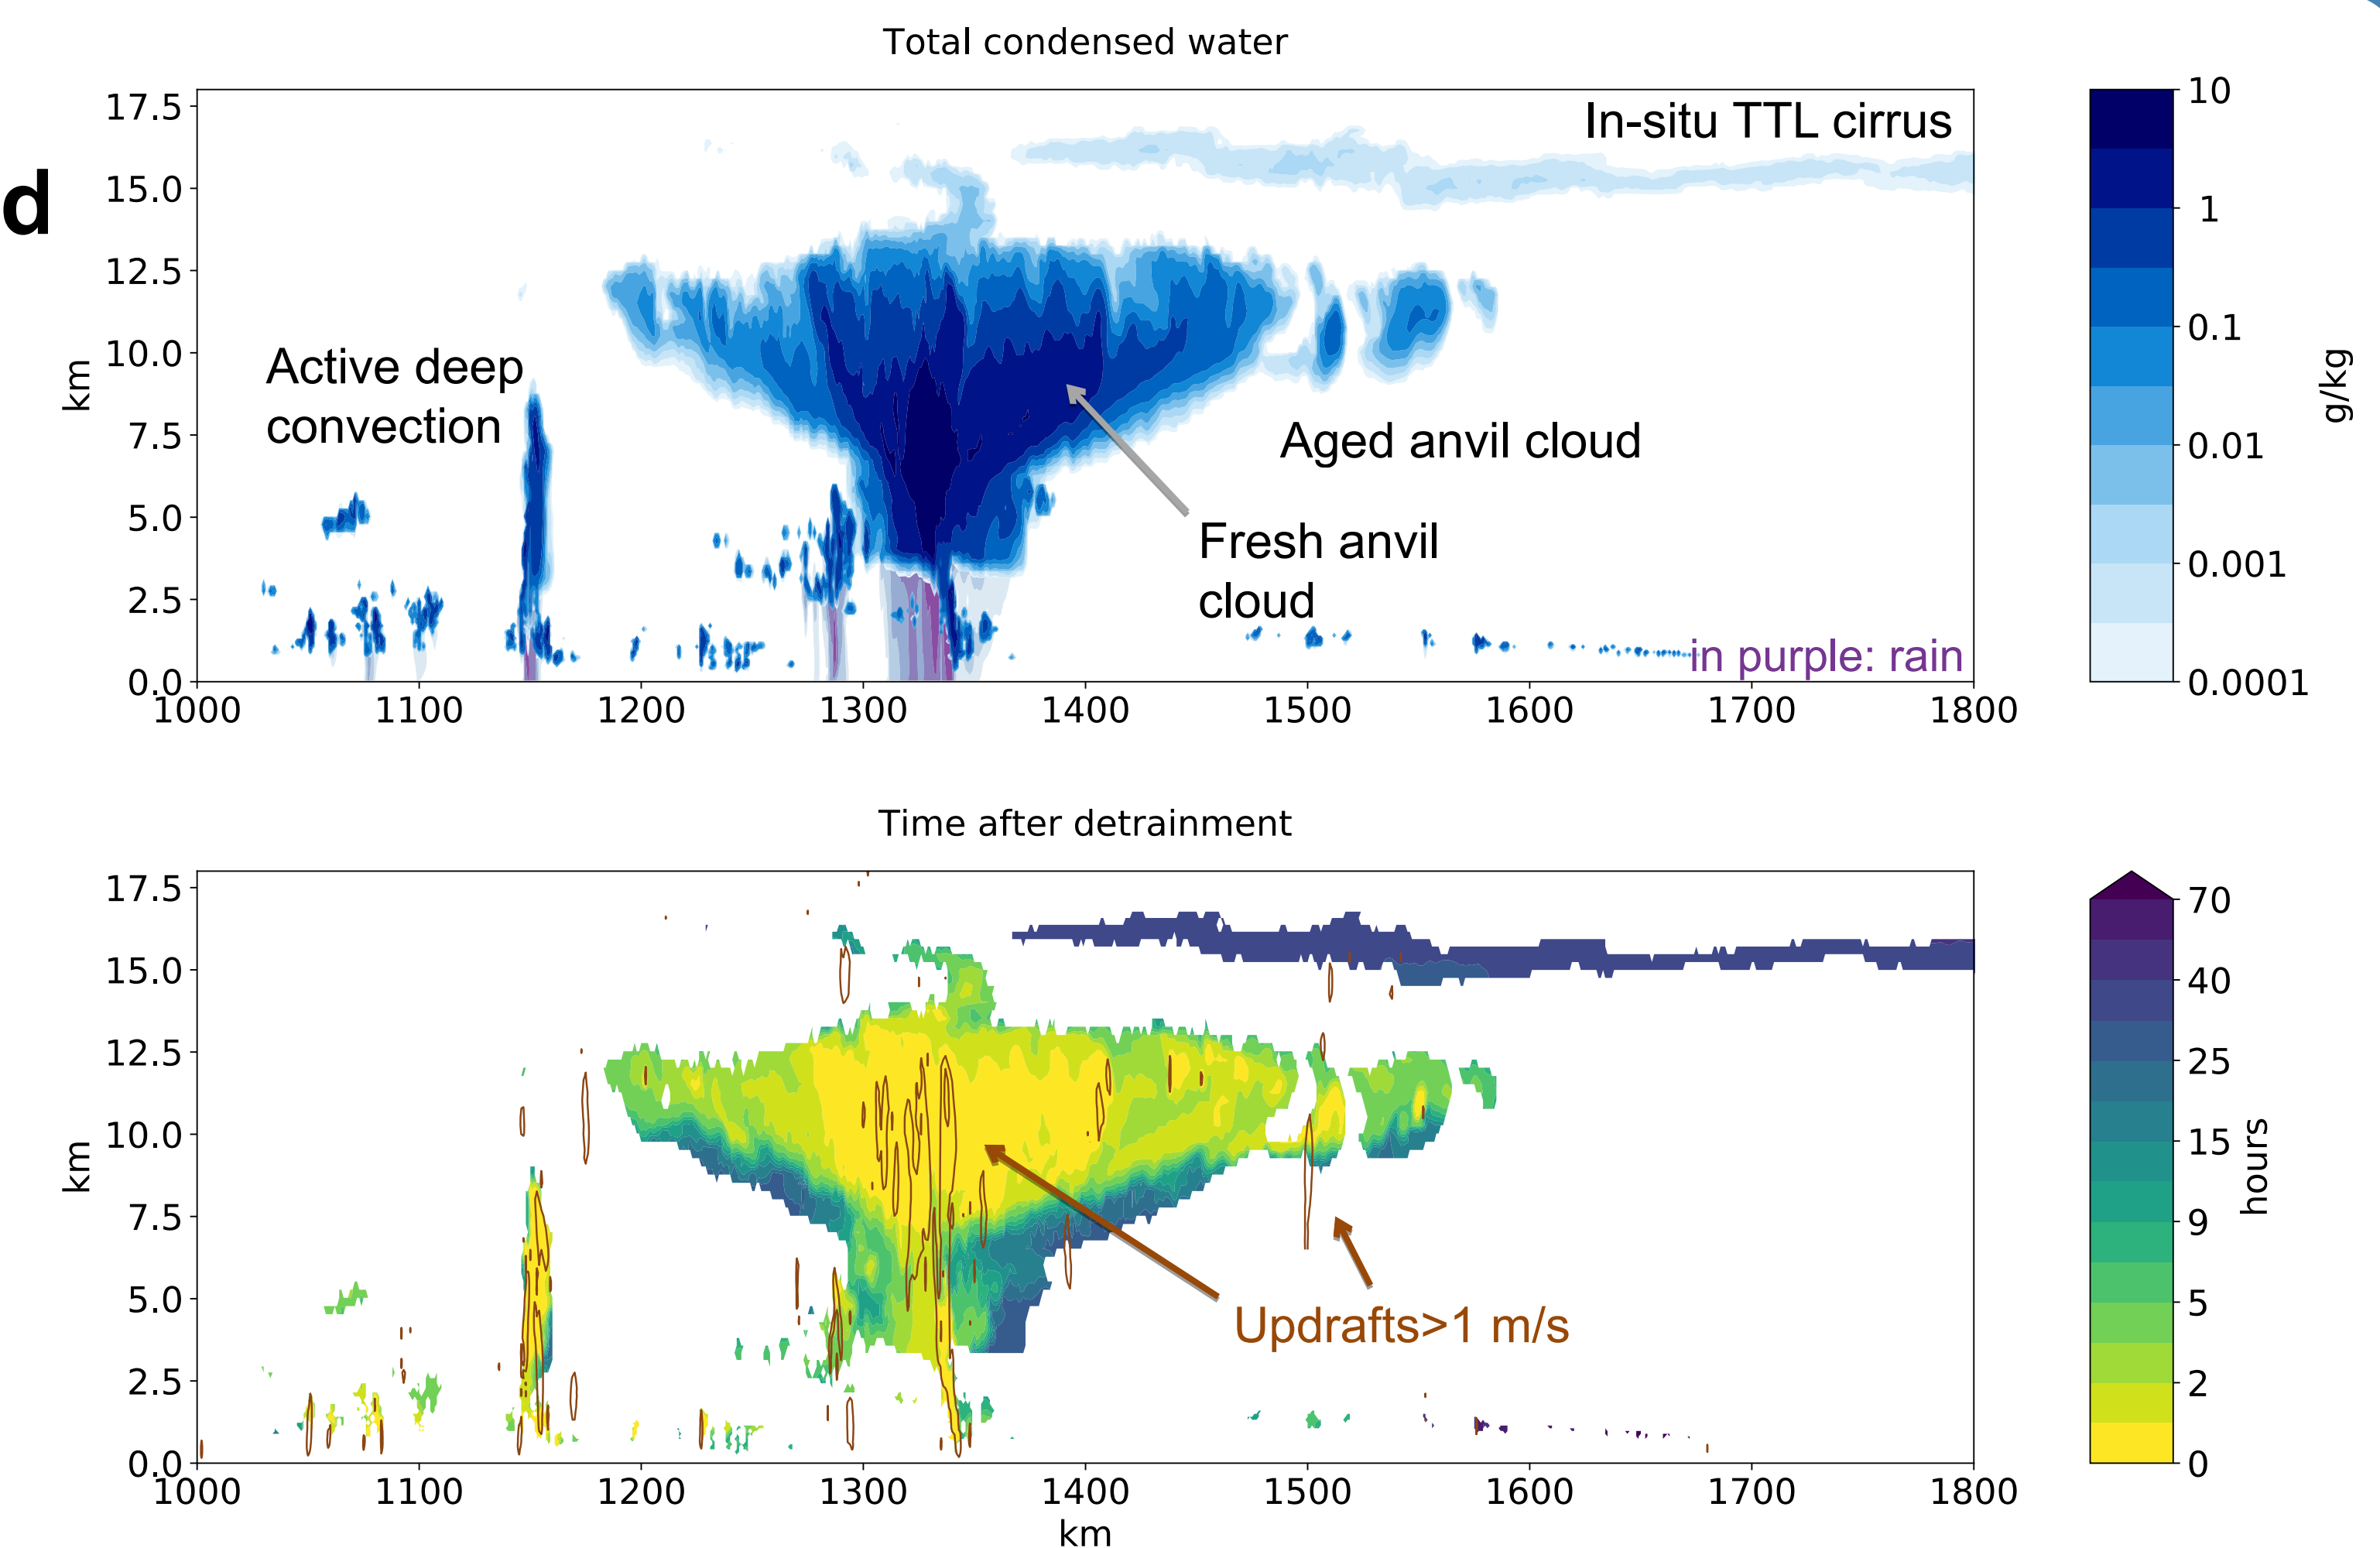 d
Total condensed water
17.5
15.0
12.5
10.0
7.5
5.0
2.5
0.0
km
In-situ TTL cirrus
Active deep
convection
Aged anvil cloud
Fresh anvil
cloud
in purple: rain
1000 1100 1200 1300 1400 1500 1600 1700 1800
10
1
0.1
0.01
0.001
0.0001
g/kg
Time after detrainment
17.5
15.0
12.5
10.0
7.5
5.0
2.5
0.0
km
Updrafts>1 m/s
1000 1100 1200 1300 1400 1500 1600 1700 1800
km
70
40
25
15
9
5
2
0
hours